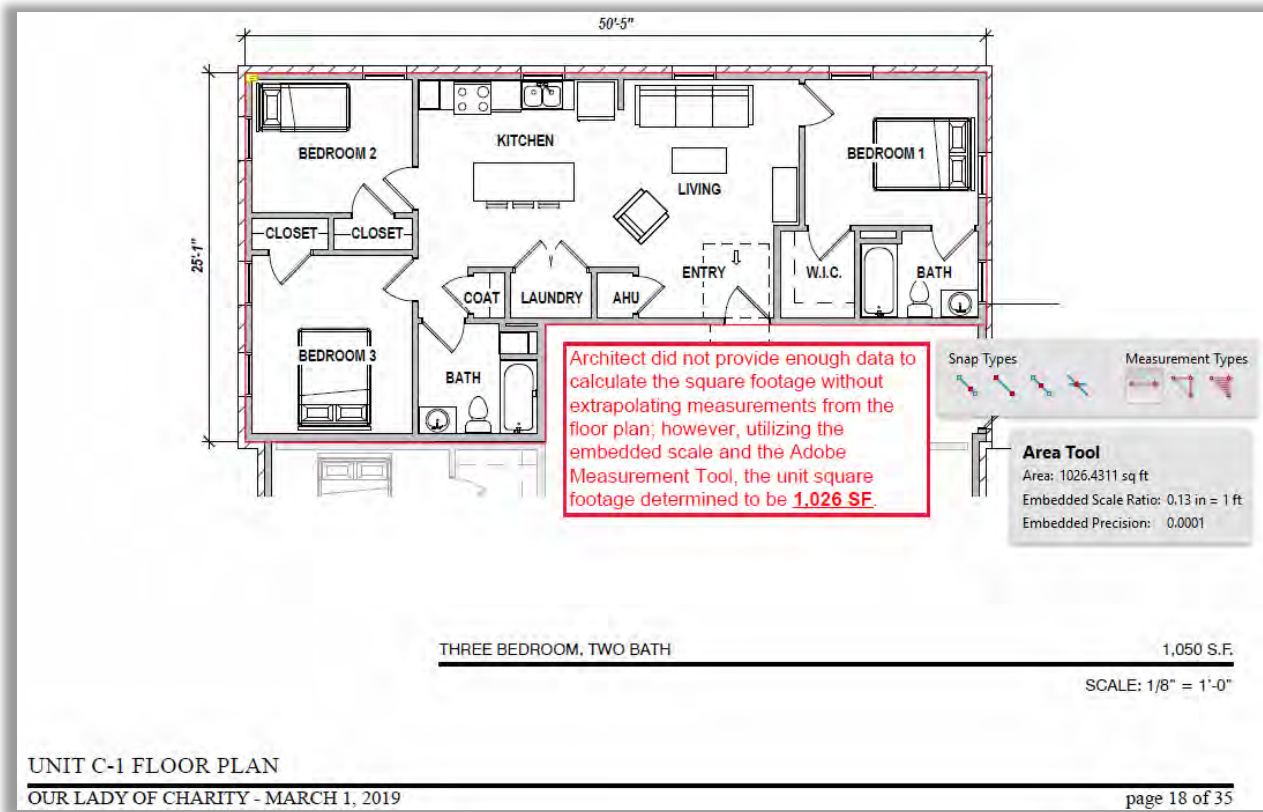 50'-5"
25'-1"
BEDROOM 2
KITCHEN
LIVING
BEDROOM 1
CLOSET
CLOSET
ENTRY
W.I.C.
BATH
COAT
LAUNDRY
AHU
BEDROOM 3
BATH
Architect did not provide enough data to
calculate the square footage without
extrapolating measurements from the
floor plan; however, utilizing the
embedded scale and the Adobe
Measurement Tool, the unit square
footage determined to be 1,026 SF.
Snap Types
Measurement Types
Area Tool
Area: 1026.4311 sq ft
Embedded Scale Ratio: 0.13 in = 1 ft
Embedded Precision: 0.0001
THREE BEDROOM, TWO BATH 1,050 S.F.
SCALE: 1/8" = 1'-0"
UNIT C-1 FLOOR PLAN
OUR LADY OF CHARITY - MARCH 1, 2019 page 18 of 35